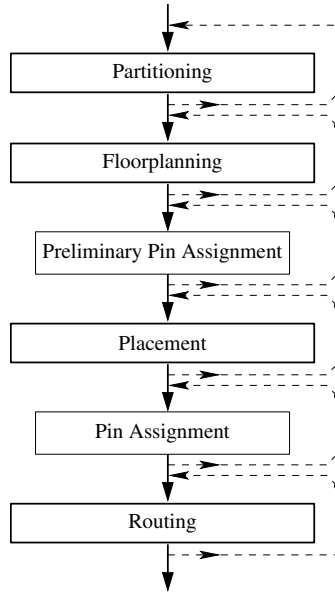 Partitioning
Floorplanning
Preliminary Pin Assignment
Placement
Pin Assignment
Routing